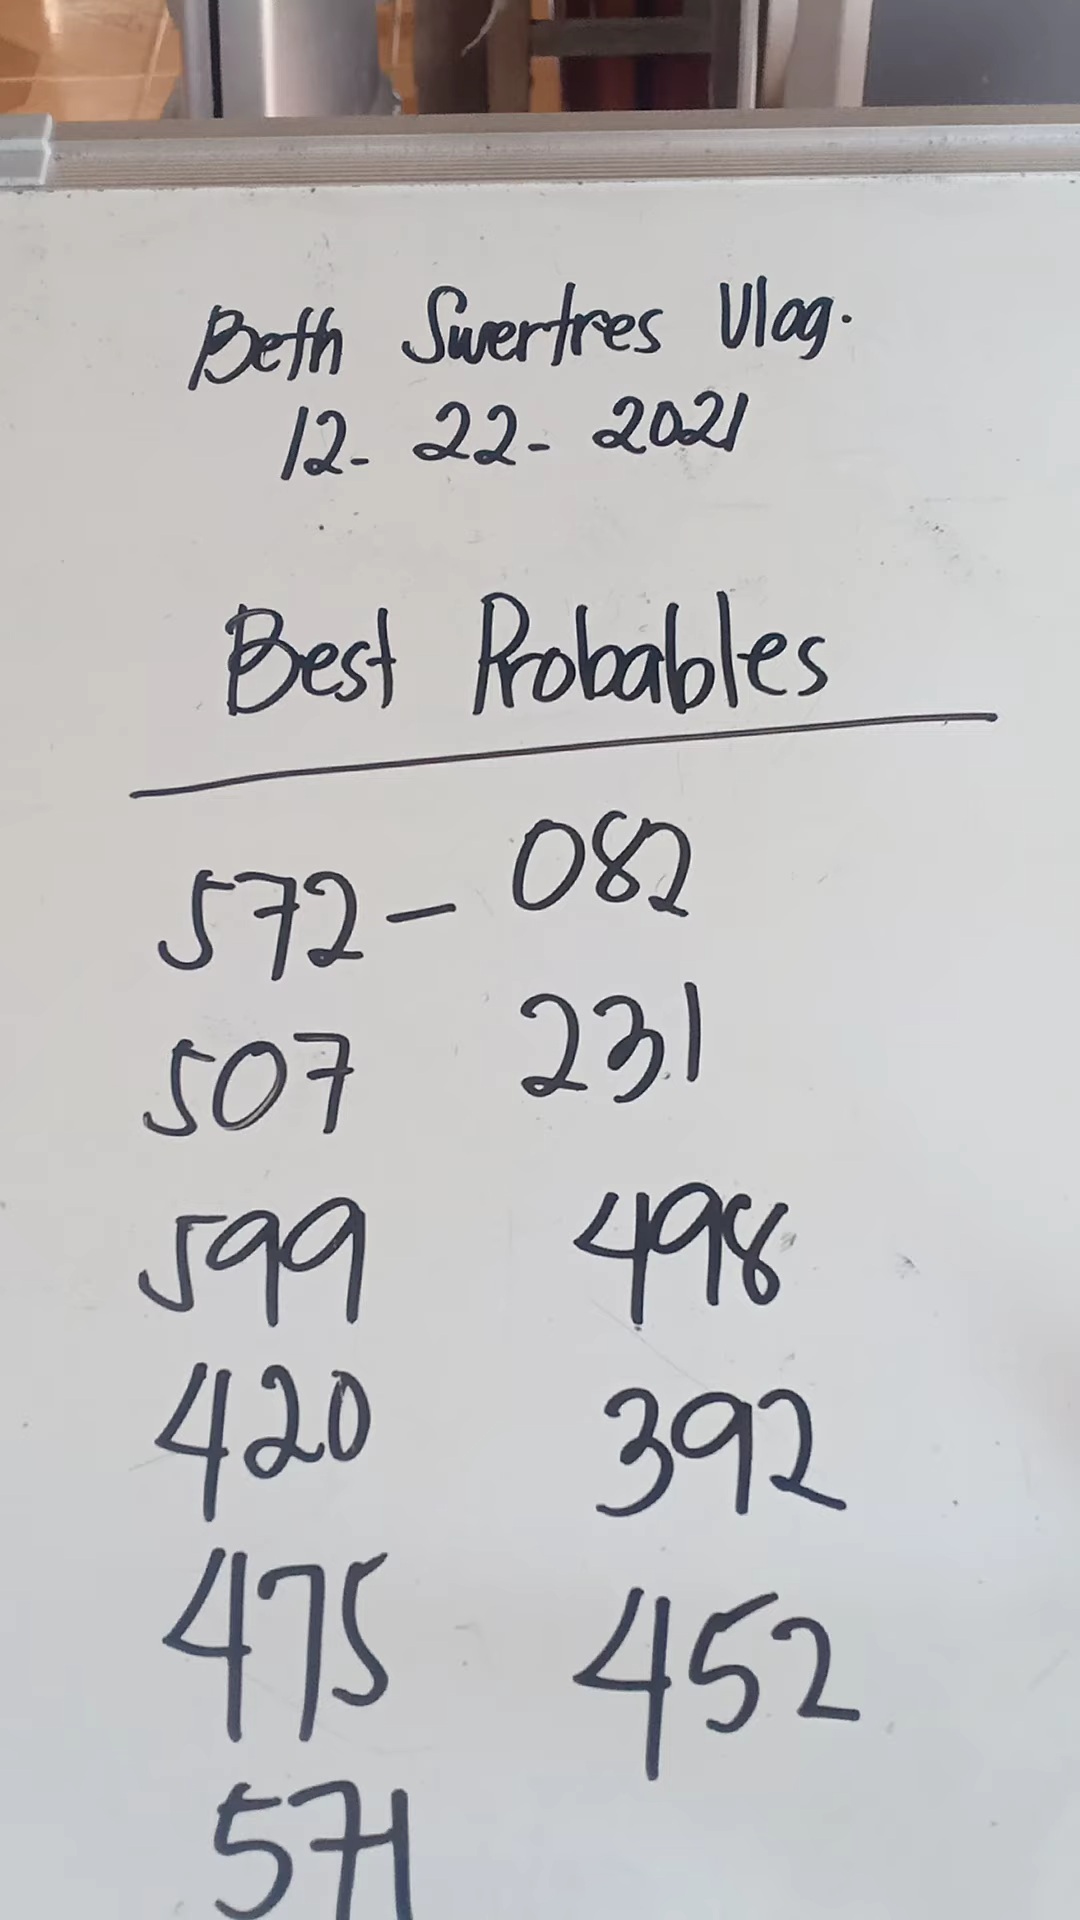 Beth Swertres Vlog.
12- 22- 2021
Best Probables
572 - 082
507 231
599 498
420 392
475 452
571